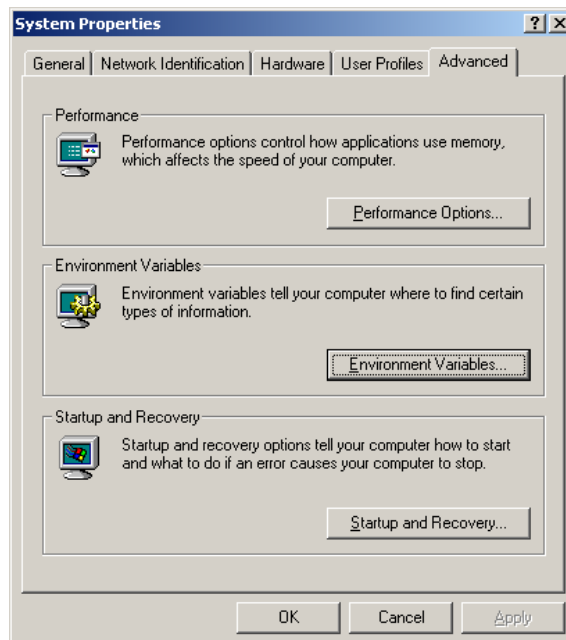 System Properties
General
Network Identification
Hardware
User Profiles
Advanced
Performance
Performance options control how applications use memory,
which affects the speed of your computer.
Performance Options...
Environment Variables
Environment variables tell your computer where to find certain
types of information.
Environment Variables...
Startup and Recovery
Startup and recovery options tell your computer how to start
and what to do if an error causes your computer to stop.
Startup and Recovery...
OK
Cancel
Apply